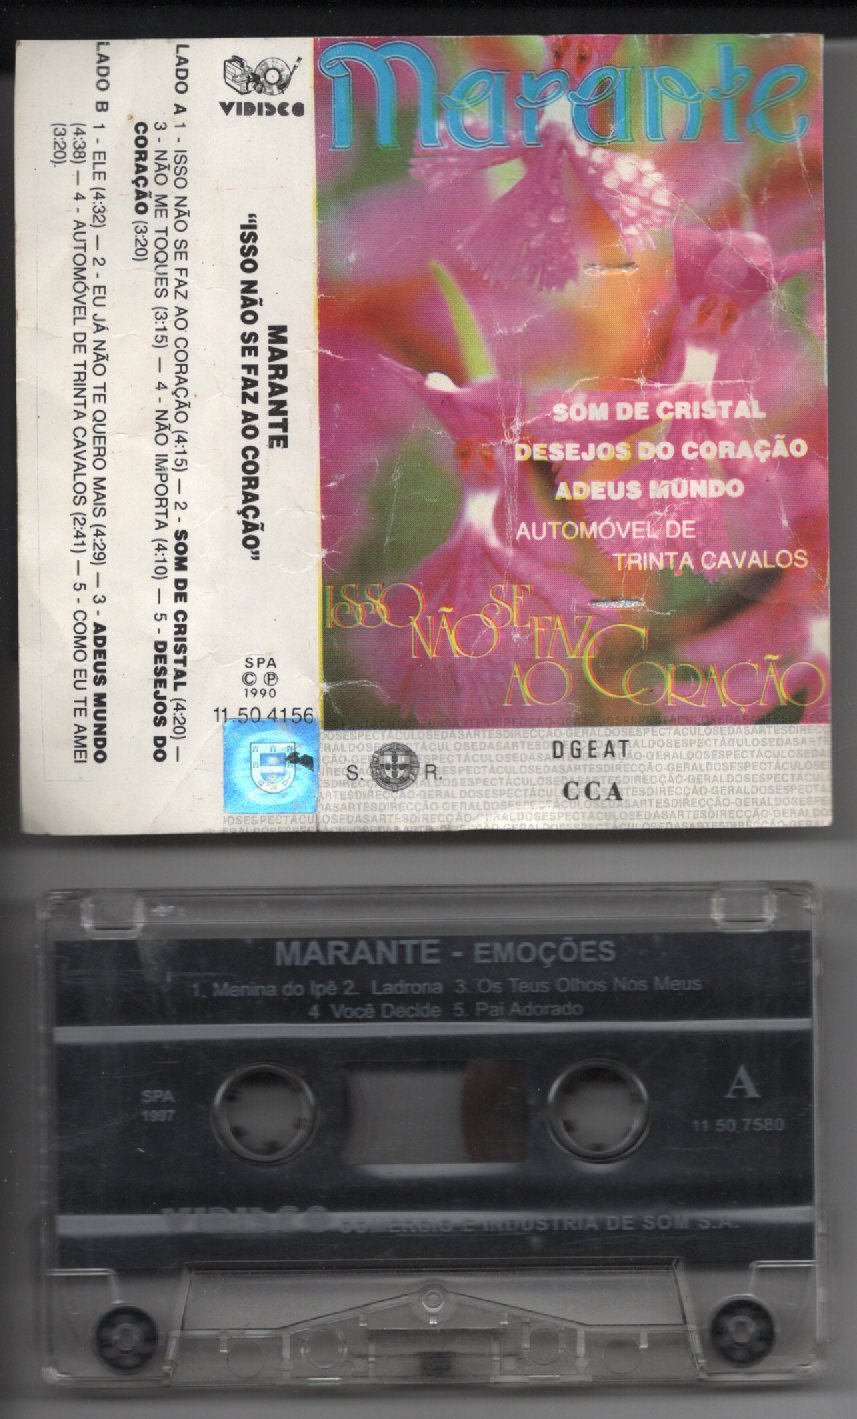 Marante
SOM DE CRISTAL
DESEJOS DO CORAÇÃO
ADEUS MUNDO
AUTOMÓVEL DE
TRINTA CAVALOS
ISSO
NÃO SE
FAZ
AO CORAÇÃO
DGEAT
S. R.
CCA
VIDISCO
MARANTE
“ISSO NÃO SE FAZ AO CORAÇÃO”
SPA
© ℗
1990
11 50 4156
LADO A 1 - ISSO NÃO SE FAZ AO CORAÇÃO (4:15) — 2 - SOM DE CRISTAL (4:20) —
3 - NÃO ME TOQUES (3:15) — 4 - NÃO IMPORTA (4:10) — 5 - DESEJOS DO
CORAÇÃO (3:20)
LADO B 1 - ELE (4:32) — 2 - EU JÁ NÃO TE QUERO MAIS (4:29) — 3 - ADEUS MUNDO
(4:38) — 4 - AUTOMÓVEL DE TRINTA CAVALOS (2:41) — 5 - COMO EU TE AMEI
(3:20).
MARANTE - EMOÇÕES
1. Menina do Ipê 2. Ladrona 3. Os Teus Olhos Nos Meus
4 Você Decide 5. Pai Adorado
SPA
1997
A
11 50.7580
VIDISCO COMÉRCIO E INDÚSTRIA DE SOM S.A.